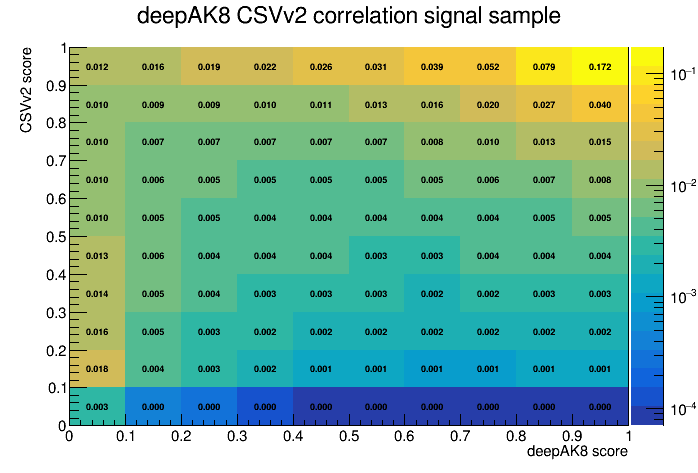 deepAK8 CSVv2 correlation signal sample
CSVv2 score
1
0.012 0.016 0.019 0.022 0.026 0.031 0.039 0.052 0.079 0.172
10⁻¹
0.9
0.010 0.009 0.009 0.010 0.011 0.013 0.016 0.020 0.027 0.040
0.8
0.010 0.007 0.007 0.007 0.007 0.007 0.008 0.010 0.013 0.015
0.7
0.010 0.006 0.005 0.005 0.005 0.005 0.005 0.006 0.007 0.008
10⁻²
0.6
0.010 0.005 0.005 0.004 0.004 0.004 0.004 0.004 0.005 0.005
0.5
0.013 0.006 0.004 0.004 0.004 0.003 0.003 0.004 0.004 0.004
0.4
0.014 0.005 0.004 0.003 0.003 0.003 0.002 0.003 0.003 0.003
10⁻³
0.3
0.016 0.005 0.003 0.002 0.002 0.002 0.002 0.002 0.002 0.002
0.2
0.018 0.004 0.003 0.002 0.001 0.001 0.001 0.001 0.001 0.001
0.1
0.003 0.000 0.000 0.000 0.000 0.000 0.000 0.000 0.000 0.000
10⁻⁴
0
0 0.1 0.2 0.3 0.4 0.5 0.6 0.7 0.8 0.9 1
deepAK8 score